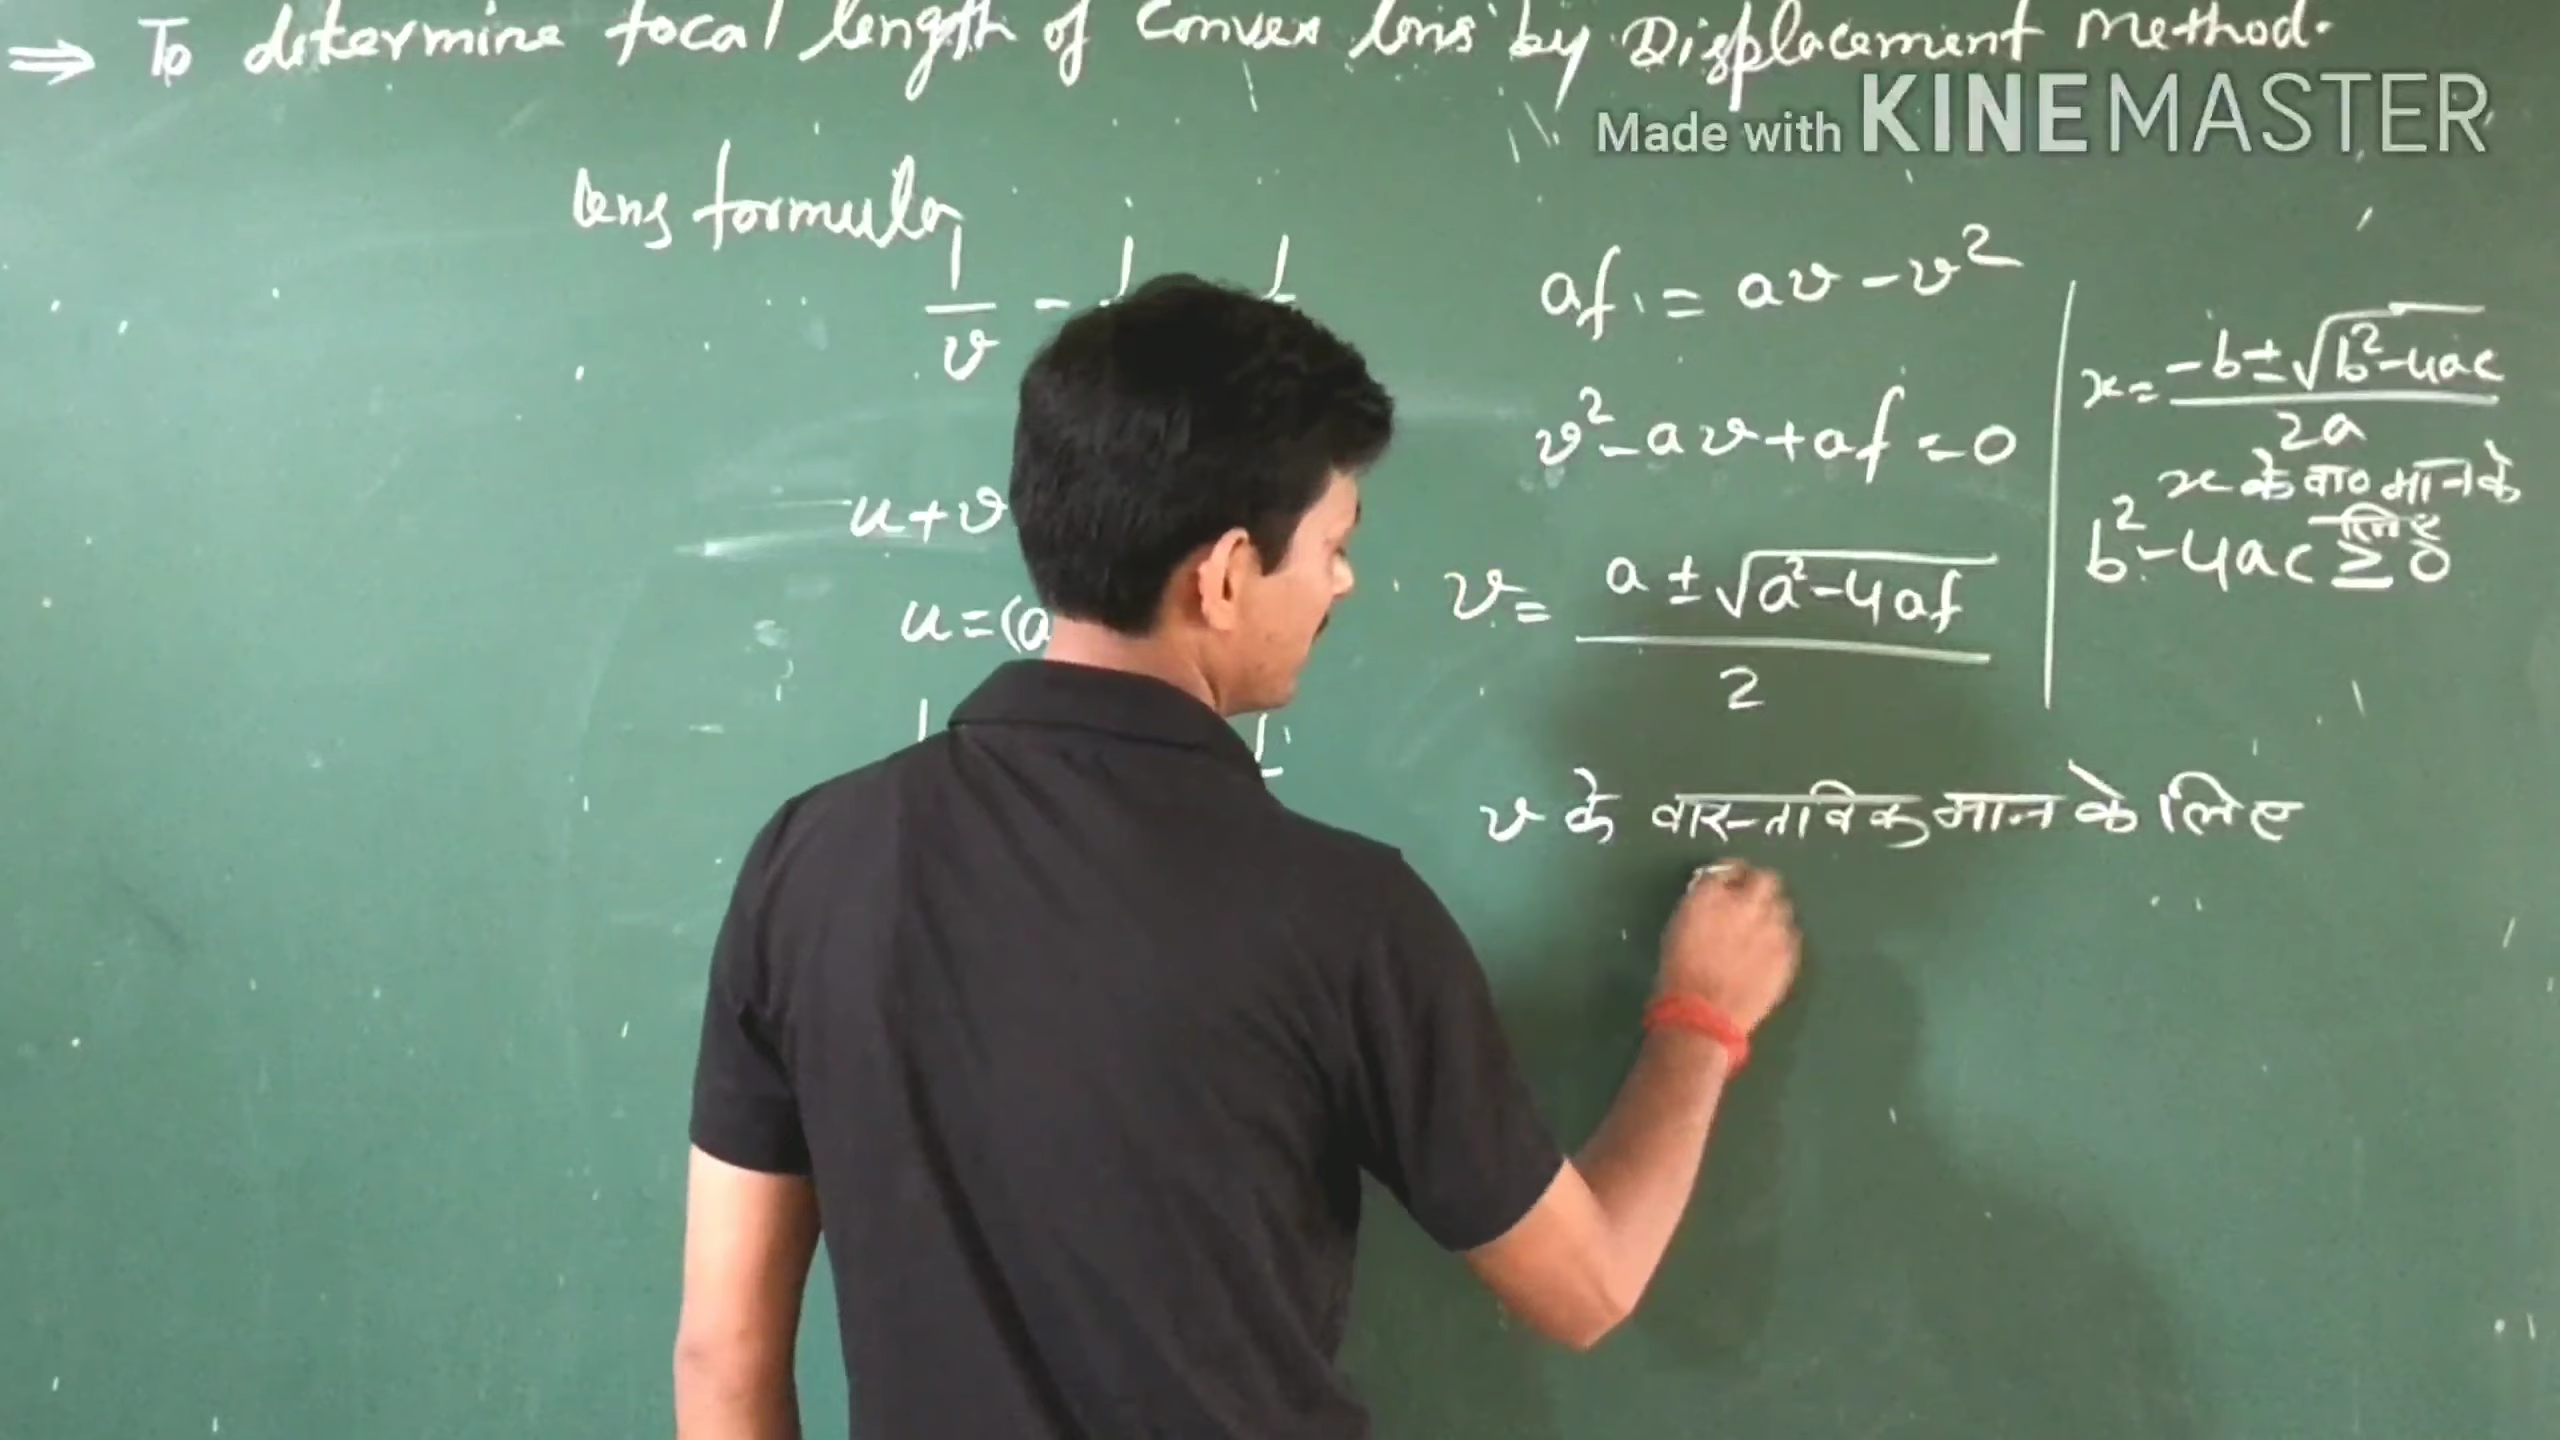 ⇒ To determine focal length of Convex lens by Displacement Method.
Made with KINEMASTER
lens formula
1/v -
u+v
u=(a
af = av - v²
v² - av + af = 0
v = (a ± √(a² - 4af)) / 2
v के वास्तविक मान के लिए
x = (-b ± √(b² - 4ac)) / 2a
x के वा० मान के
लिए
b² - 4ac ≥ 0